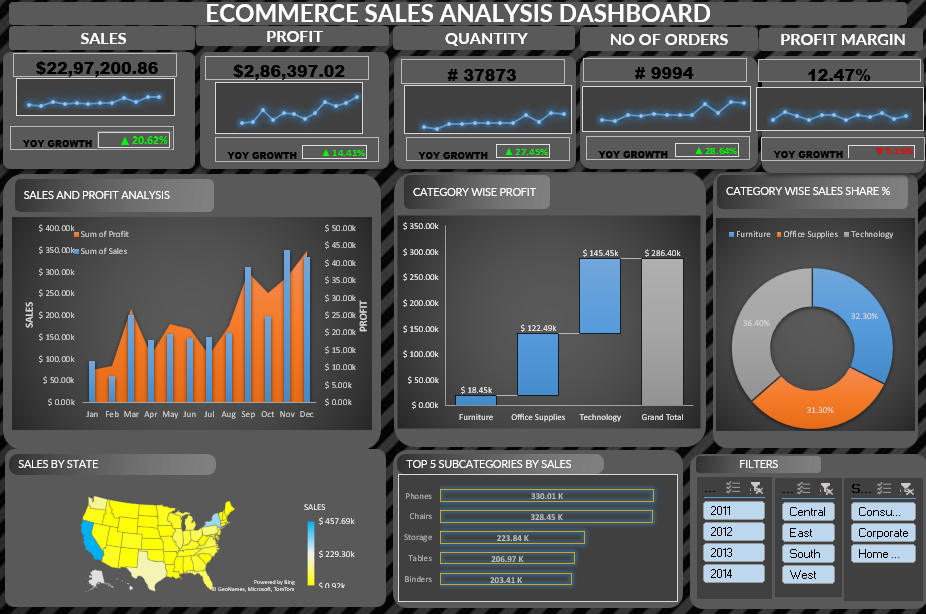 ECOMMERCE SALES ANALYSIS DASHBOARD
SALES
PROFIT
QUANTITY
NO OF ORDERS
PROFIT MARGIN
$22,97,200.86
$2,86,397.02
# 37873
# 9994
12.47%
YOY GROWTH ▲ 20.62%
YOY GROWTH ▲ 14.41%
YOY GROWTH ▲ 27.45%
YOY GROWTH ▲ 28.64%
YOY GROWTH ▼
SALES AND PROFIT ANALYSIS
Sum of Profit
Sum of Sales
$ 400.00k
$ 350.00k
$ 300.00k
$ 250.00k
$ 200.00k
$ 150.00k
$ 100.00k
$ 50.00k
$ 0.00k
SALES
$ 50.00k
$ 45.00k
$ 40.00k
$ 35.00k
$ 30.00k
$ 25.00k
$ 20.00k
$ 15.00k
$ 10.00k
$ 5.00k
$ 0.00k
PROFIT
Jan Feb Mar Apr May Jun Jul Aug Sep Oct Nov Dec
CATEGORY WISE PROFIT
$ 350.00k
$ 300.00k
$ 250.00k
$ 200.00k
$ 150.00k
$ 100.00k
$ 50.00k
$ 0.00k
$ 18.45k
$ 122.49k
$ 145.45k
$ 286.40k
Furniture Office Supplies Technology Grand Total
CATEGORY WISE SALES SHARE %
Furniture Office Supplies Technology
36.40%
32.30%
31.30%
SALES BY STATE
SALES
$ 457.69k
$ 229.30k
$ 0.92k
Powered by Bing
© GeoNames, Microsoft, TomTom
TOP 5 SUBCATEGORIES BY SALES
Phones 330.01 K
Chairs 328.45 K
Storage 223.84 K
Tables 206.97 K
Binders 203.41 K
FILTERS
...
2011
2012
2013
2014
...
Central
East
South
West
S...
Consu...
Corporate
Home ...